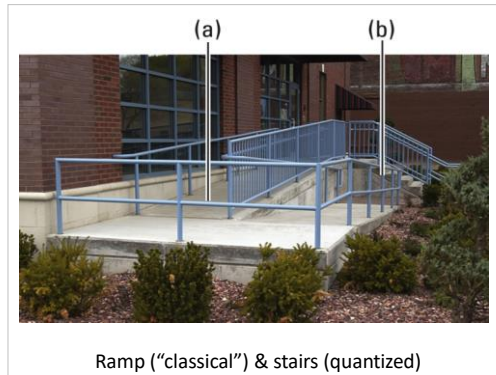 (a) (b)
Ramp (“classical”) & stairs (quantized)